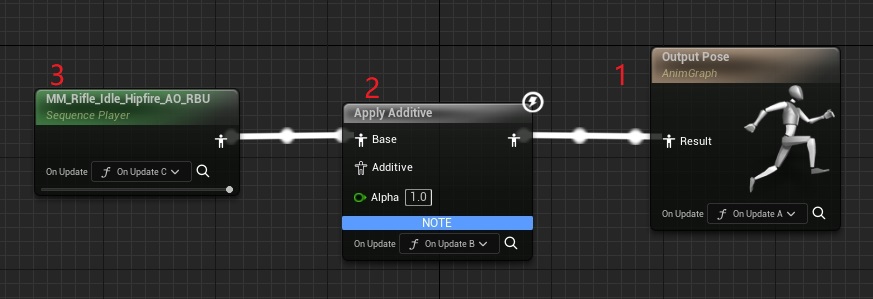 3
MM_Rifle_Idle_Hipfire_AO_RBU
Sequence Player
On Update
f On Update C
2
Apply Additive
Base
Additive
Alpha 1.0
NOTE
On Update
f On Update B
1
Output Pose
AnimGraph
Result
On Update
f On Update A